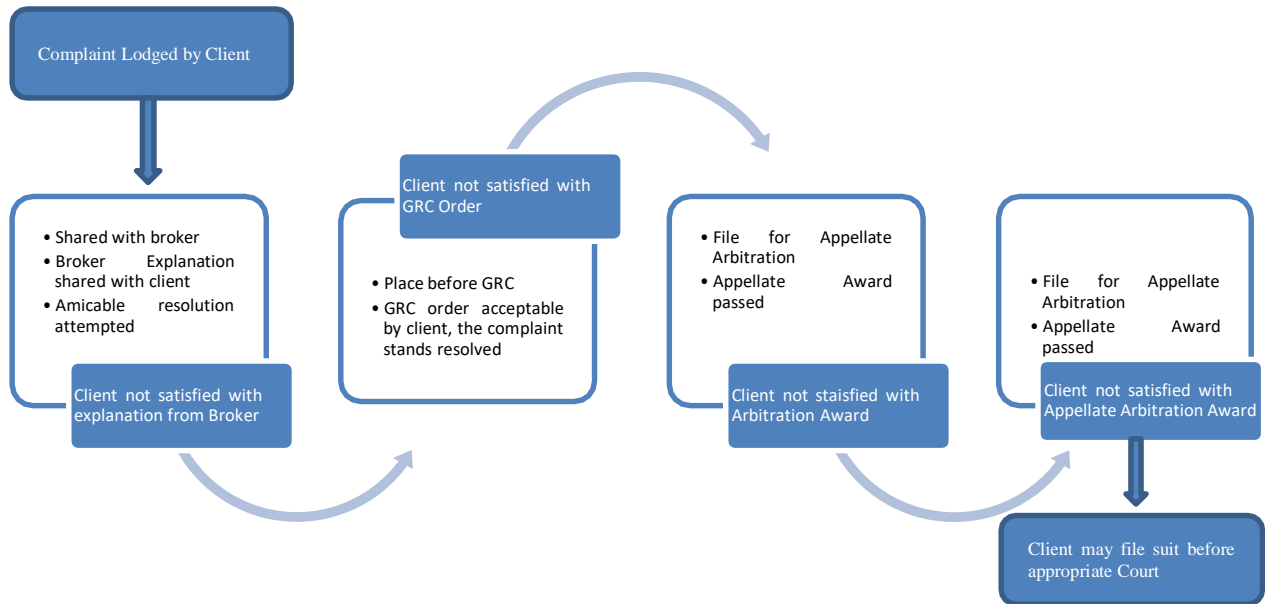 Complaint Lodged by Client
• Shared with broker
• Broker Explanation
shared with client
• Amicable resolution
attempted
Client not satisfied with
explanation from Broker
Client not satisfied with
GRC Order
• Place before GRC
• GRC order acceptable
by client, the complaint
stands resolved
• File for Appellate
Arbitration
• Appellate Award
passed
Client not staisfied with
Arbitration Award
• File for Appellate
Arbitration
• Appellate Award
passed
Client not satisfied with
Appellate Arbitration Award
Client may file suit before
appropriate Court